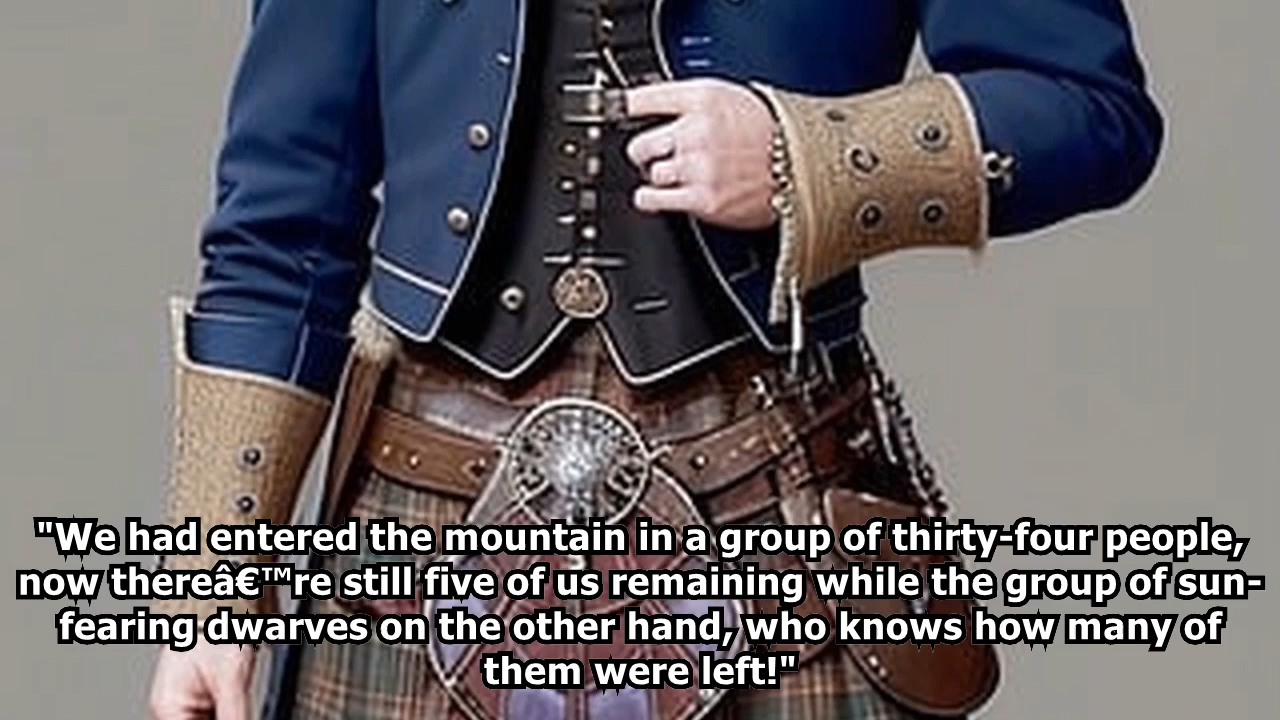 "We had entered the mountain in a group of thirty-four people,
now thereâ€™re still five of us remaining while the group of sun-
fearing dwarves on the other hand, who knows how many of
them were left!"